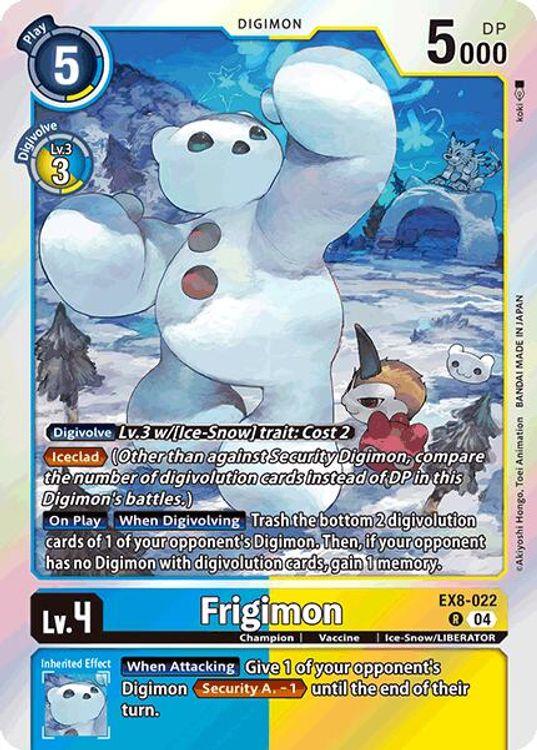 DIGIMON
Play
5
DP
5000
Digivolve
Lv.3
3
koki
Digivolve Lv.3 w/[Ice-Snow] trait: Cost 2
Iceclad (Other than against Security Digimon, compare
the number of digivolution cards instead of DP in this
Digimon's battles.)
On Play When Digivolving Trash the bottom 2 digivolution
cards of 1 of your opponent's Digimon. Then, if your opponent
has no Digimon with digivolution cards, gain 1 memory.
©Akiyoshi Hongo, Toei Animation BANDAI MADE IN JAPAN
Lv.4
Frigimon
EX8-022
R 04
Champion | Vaccine | Ice-Snow/LIBERATOR
Inherited Effect
When Attacking Give 1 of your opponent's
Digimon Security A. -1 until the end of their
turn.